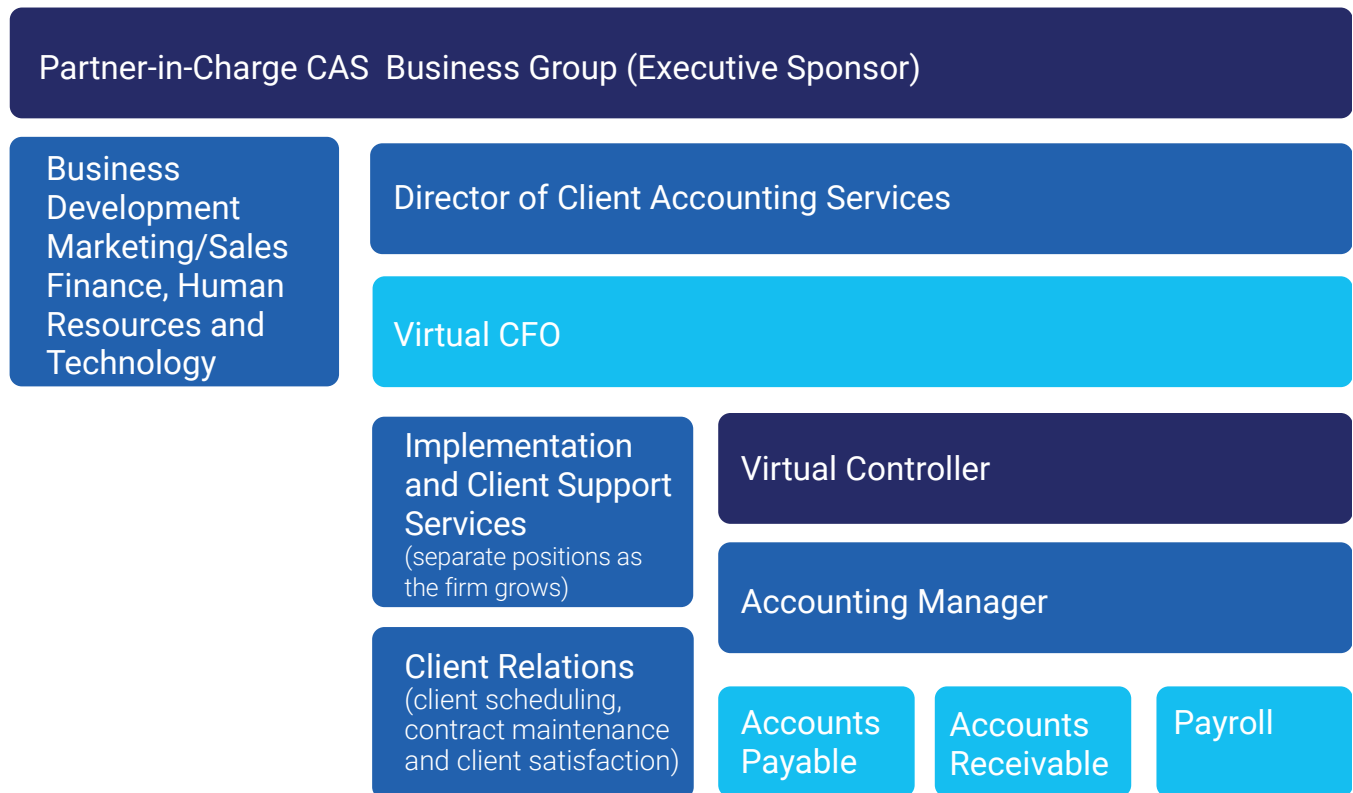 Partner-in-Charge CAS  Business Group (Executive Sponsor)
Business
Development
Marketing/Sales
Finance, Human
Resources and
Technology
Director of Client Accounting Services
Virtual CFO
Implementation
and Client Support
Services
(separate positions as
the firm grows)
Client Relations
(client scheduling,
contract maintenance
and client satisfaction)
Virtual Controller
Accounting Manager
Accounts
Payable
Accounts
Receivable
Payroll